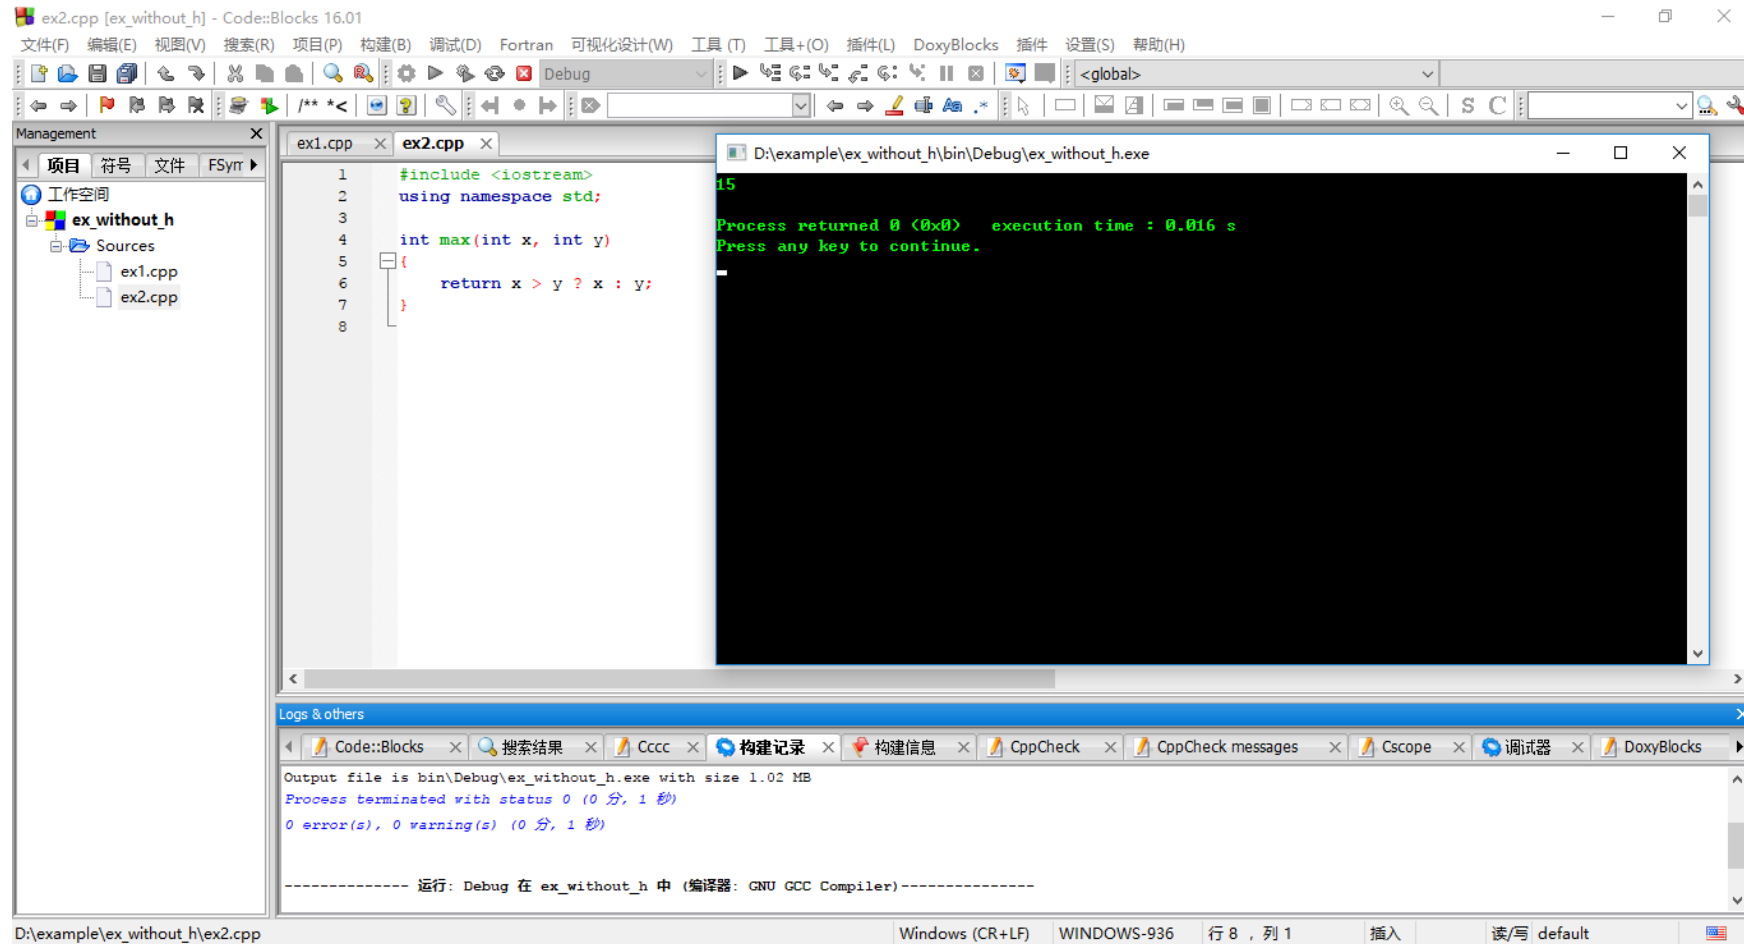 ex2.cpp [ex_without_h] - Code::Blocks 16.01
文件(F) 编辑(E) 视图(V) 搜索(R) 项目(P) 构建(B) 调试(D) Fortran 可视化设计(W) 工具 (T) 工具+(O) 插件(L) DoxyBlocks 插件 设置(S) 帮助(H)
Debug <global>
/** *< Aa .* S C
Management
项目 符号 文件 FSym
工作空间
ex_without_h
Sources
ex1.cpp
ex2.cpp
ex1.cpp ex2.cpp
1 #include <iostream>
2 using namespace std;
3
4 int max(int x, int y)
5 {
6 return x > y ? x : y;
7 }
8
D:\example\ex_without_h\bin\Debug\ex_without_h.exe
15
Process returned 0 (0x0) execution time : 0.016 s
Press any key to continue.
Logs & others
Code::Blocks 搜索结果 Cccc 构建记录 构建信息 CppCheck CppCheck messages Cscope 调试器 DoxyBlocks
Output file is bin\Debug\ex_without_h.exe with size 1.02 MB
Process terminated with status 0 (0 分, 1 秒)
0 error(s), 0 warning(s) (0 分, 1 秒)
-------------- 运行: Debug 在 ex_without_h 中 (编译器: GNU GCC Compiler)---------------
D:\example\ex_without_h\ex2.cpp Windows (CR+LF) WINDOWS-936 行 8 , 列 1 插入 读/写 default